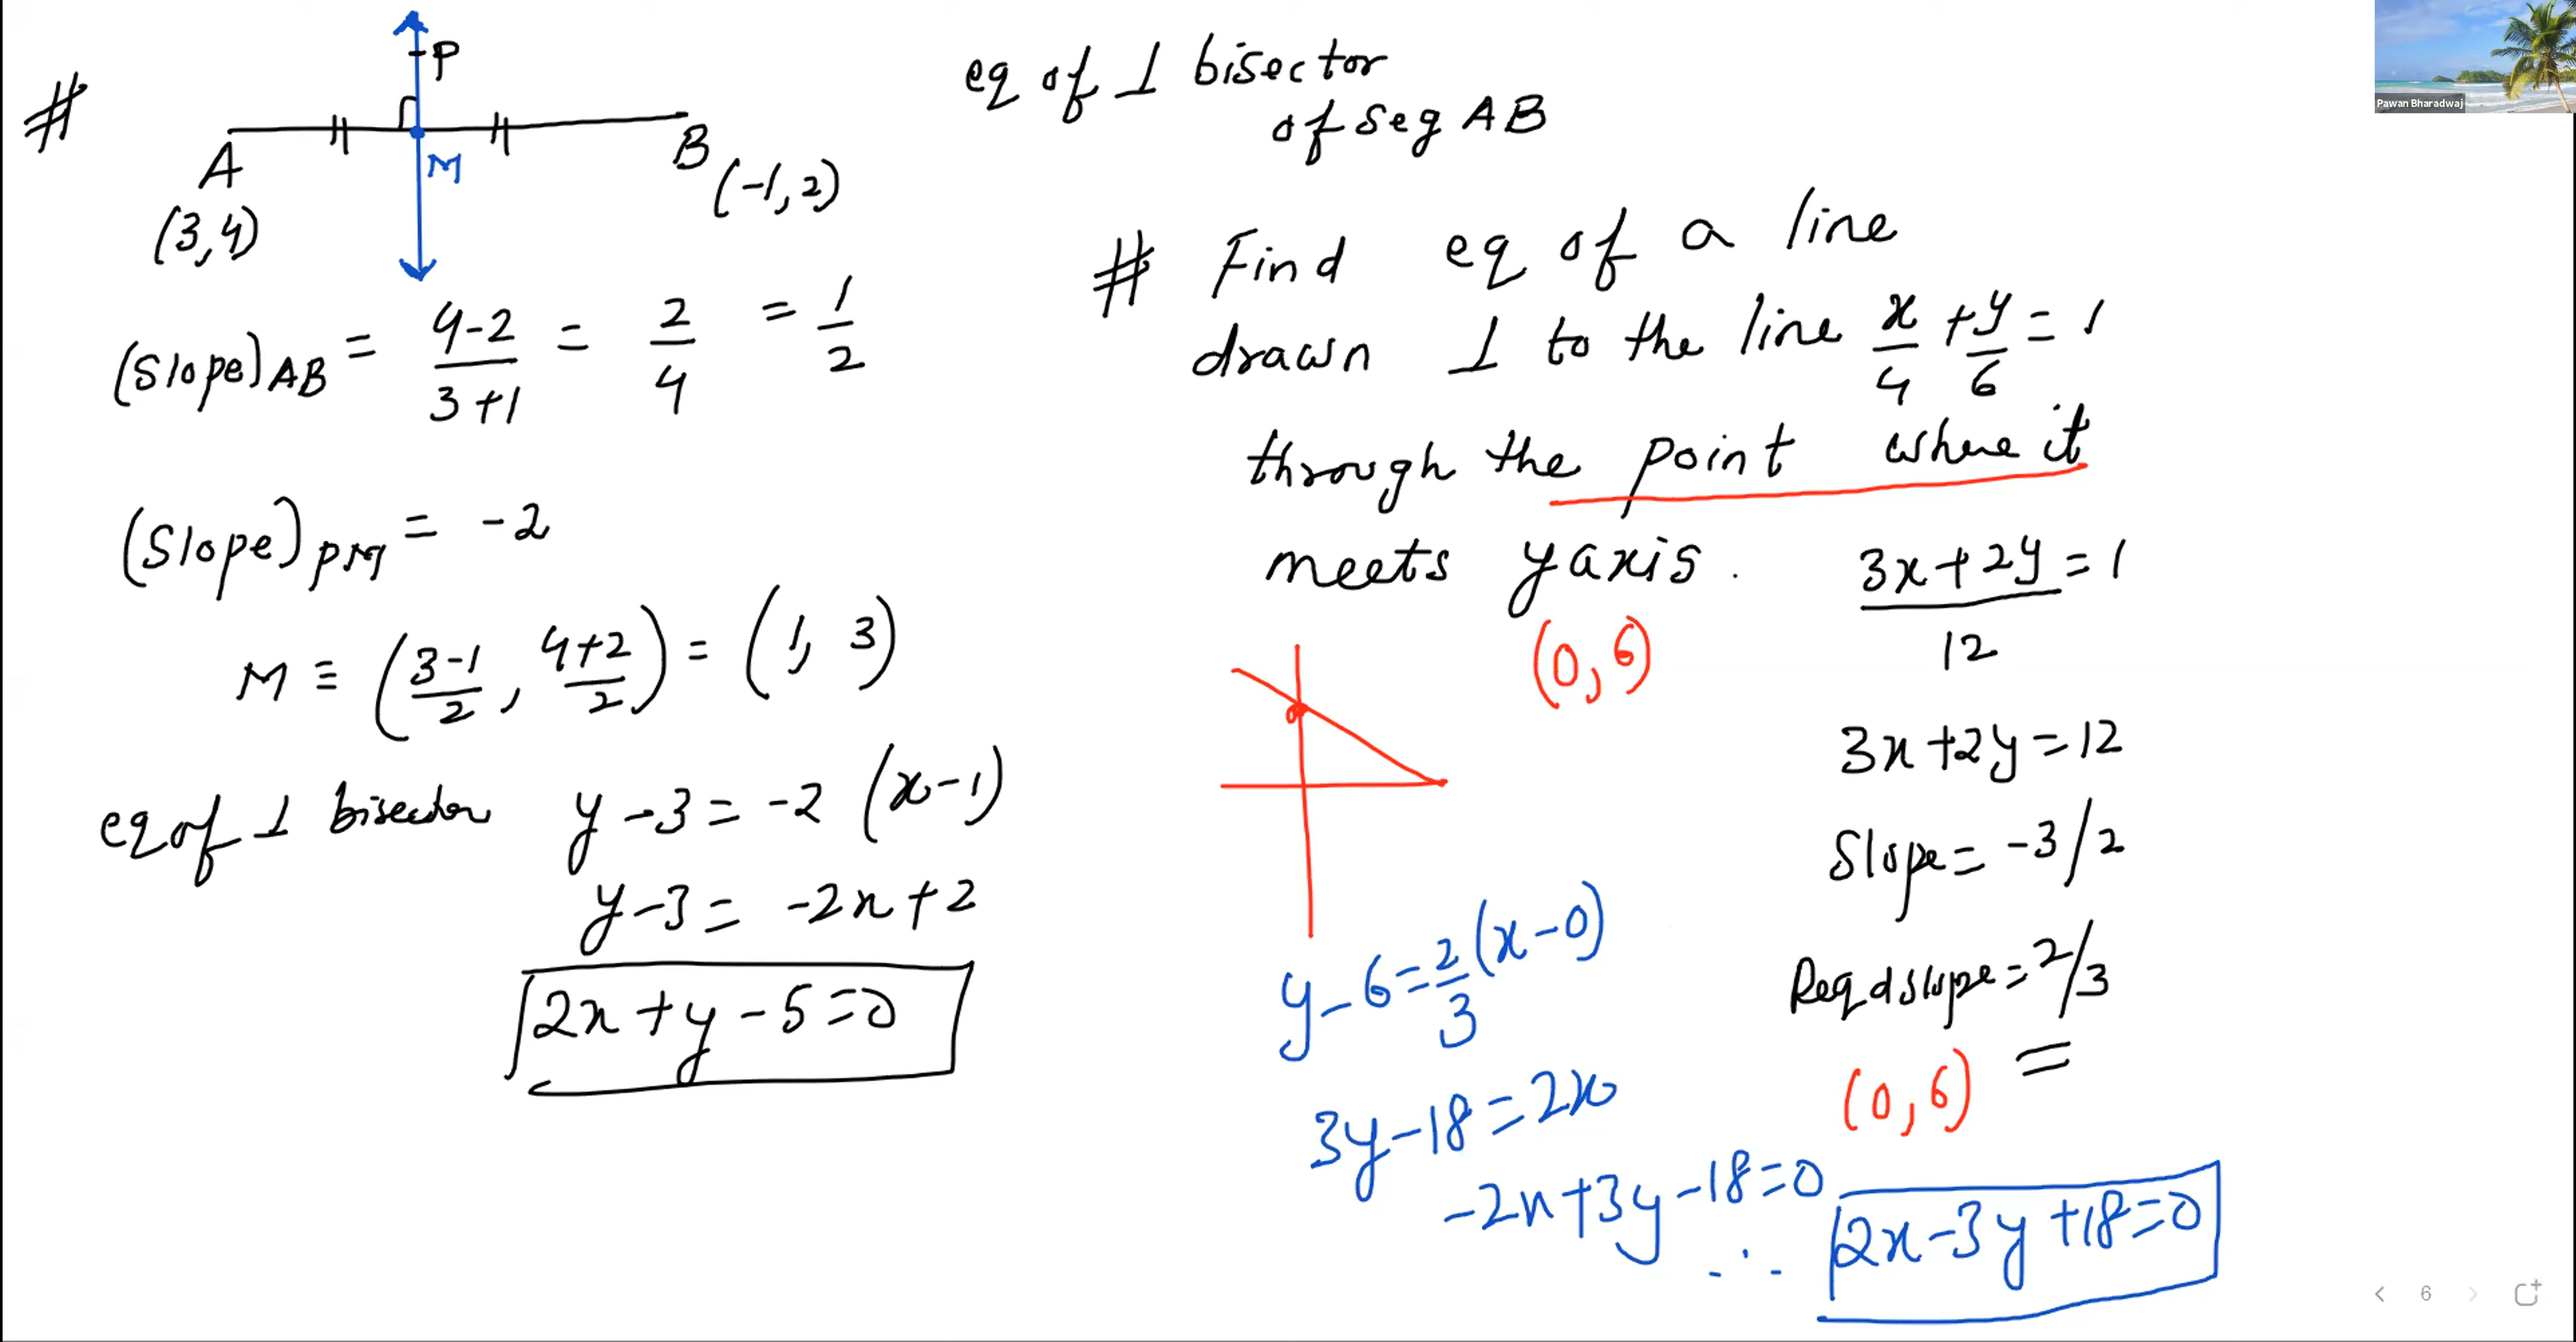 #
P
A
M
B
(3,4)
(-1,2)
(Slope)AB = 4-2/3+1 = 2/4 = 1/2
(Slope)PM = -2
M ≡ (3-1/2, 4+2/2) = (1, 3)
eq of ⊥ bisector y-3 = -2 (x-1)
y-3 = -2x+2
2x+y-5=0
eq of ⊥ bisector
of seg AB
# Find eq of a line
drawn ⊥ to the line x/4 + y/6 = 1
through the point where it
meets y axis.
(0,6)
3x+2y/12 = 1
3x+2y=12
Slope = -3/2
Reqd slope = 2/3
(0,6)
y-6 = 2/3 (x-0)
3y-18=2x
-2x+3y-18=0
∴ 2x-3y+18=0
Pawan Bharadwaj
6